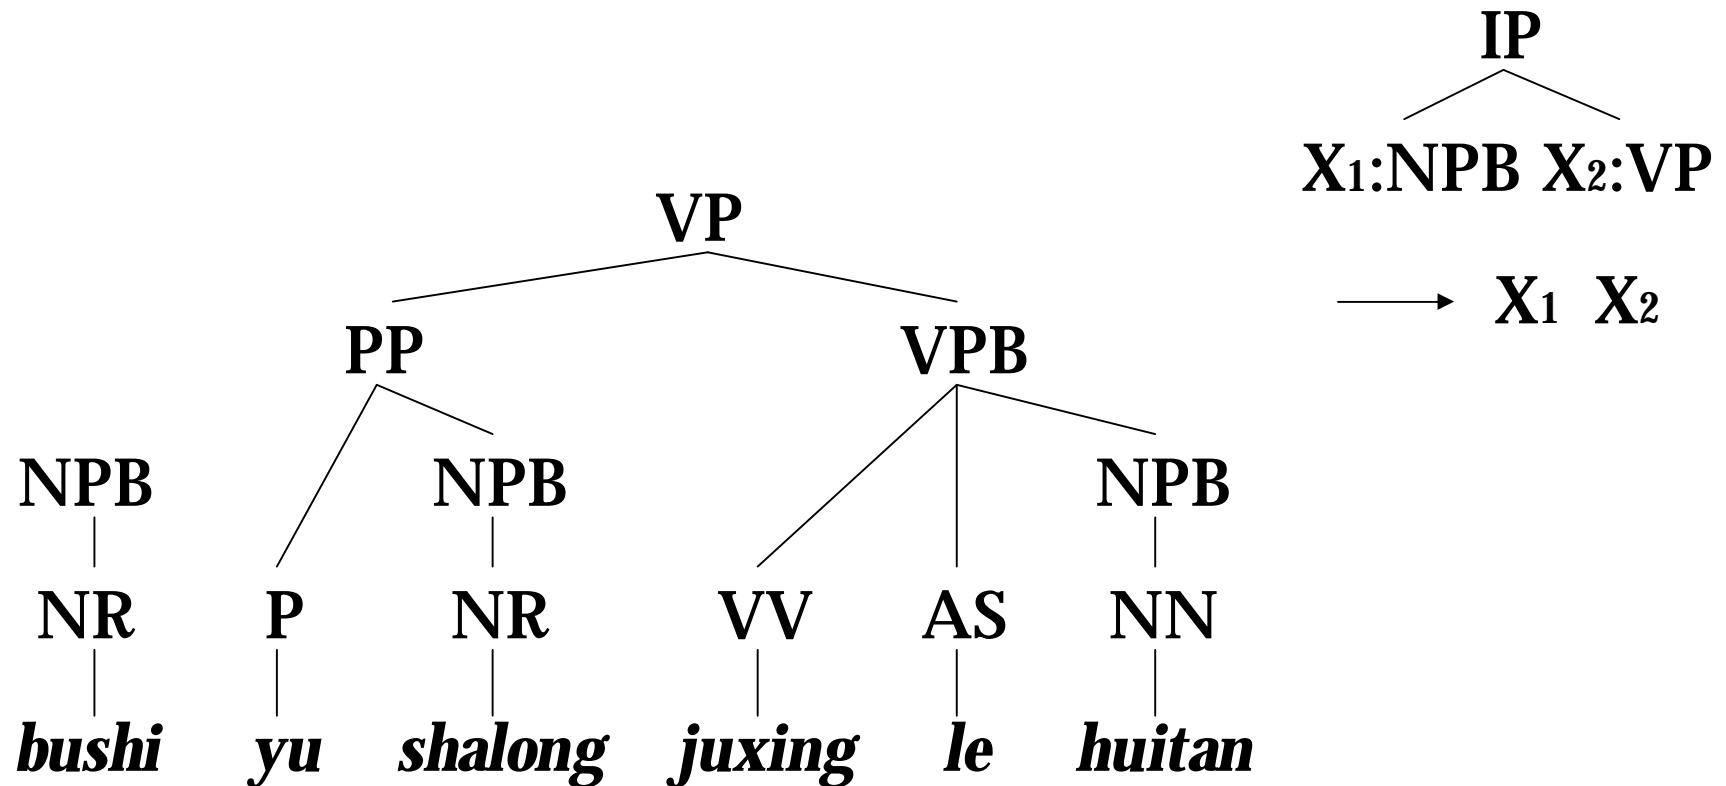 IP
X1:NPB X2:VP
VP
X1 X2
PP VPB
NPB NPB NPB
NR P NR VV AS NN
bushi yu shalong juxing le huitan